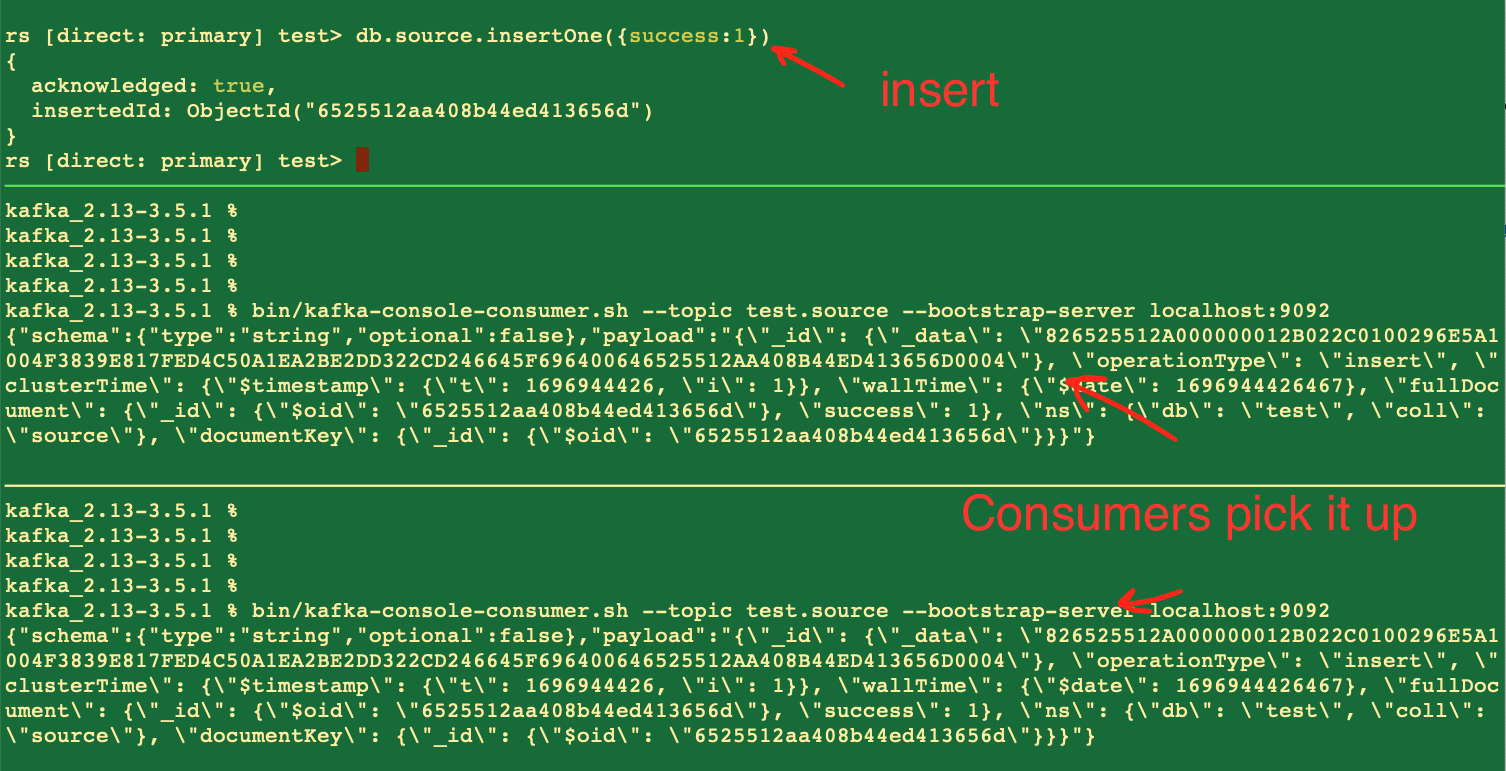 rs [direct: primary] test> db.source.insertOne({success:1})
{
  acknowledged: true,
  insertedId: ObjectId("6525512aa408b44ed413656d")
}
rs [direct: primary] test>
insert
kafka_2.13-3.5.1 %
kafka_2.13-3.5.1 %
kafka_2.13-3.5.1 %
kafka_2.13-3.5.1 %
kafka_2.13-3.5.1 % bin/kafka-console-consumer.sh --topic test.source --bootstrap-server localhost:9092
{"schema":{"type":"string","optional":false},"payload":"{\"_id\": {\"_data\": \"826525512A000000012B022C0100296E5A1
004F3839E817FED4C50A1EA2BE2DD322CD246645F696400646525512AA408B44ED413656D0004\"}, \"operationType\": \"insert\", \"
clusterTime\": {\"$timestamp\": {\"t\": 1696944426, \"i\": 1}}, \"wallTime\": {\"$date\": 1696944426467}, \"fullDoc
ument\": {\"_id\": {\"$oid\": \"6525512aa408b44ed413656d\"}, \"success\": 1}, \"ns\": {\"db\": \"test\", \"coll\":
\"source\"}, \"documentKey\": {\"_id\": {\"$oid\": \"6525512aa408b44ed413656d\"}}}"}
Consumers pick it up
kafka_2.13-3.5.1 %
kafka_2.13-3.5.1 %
kafka_2.13-3.5.1 %
kafka_2.13-3.5.1 %
kafka_2.13-3.5.1 % bin/kafka-console-consumer.sh --topic test.source --bootstrap-server localhost:9092
{"schema":{"type":"string","optional":false},"payload":"{\"_id\": {\"_data\": \"826525512A000000012B022C0100296E5A1
004F3839E817FED4C50A1EA2BE2DD322CD246645F696400646525512AA408B44ED413656D0004\"}, \"operationType\": \"insert\", \"
clusterTime\": {\"$timestamp\": {\"t\": 1696944426, \"i\": 1}}, \"wallTime\": {\"$date\": 1696944426467}, \"fullDoc
ument\": {\"_id\": {\"$oid\": \"6525512aa408b44ed413656d\"}, \"success\": 1}, \"ns\": {\"db\": \"test\", \"coll\":
\"source\"}, \"documentKey\": {\"_id\": {\"$oid\": \"6525512aa408b44ed413656d\"}}}"}